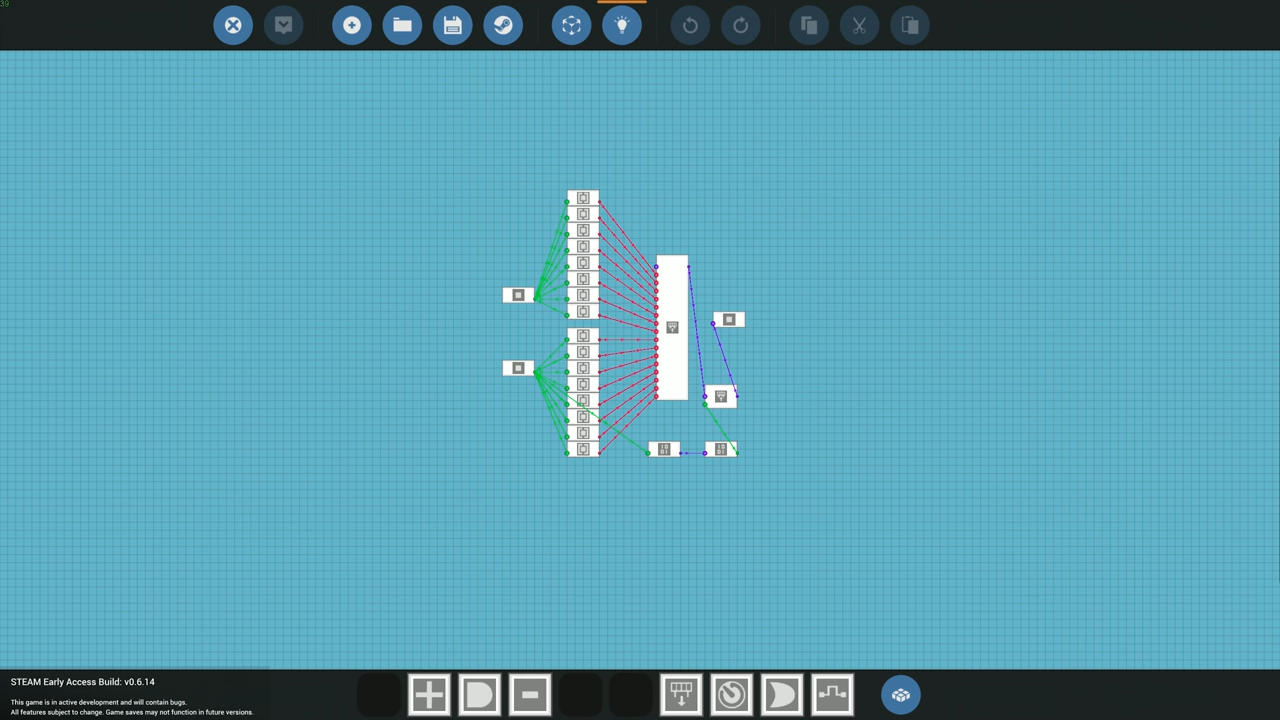 39
STEAM Early Access Build: v0.6.14
This game is in active development and will contain bugs.
All features subject to change. Game saves may not function in future versions.